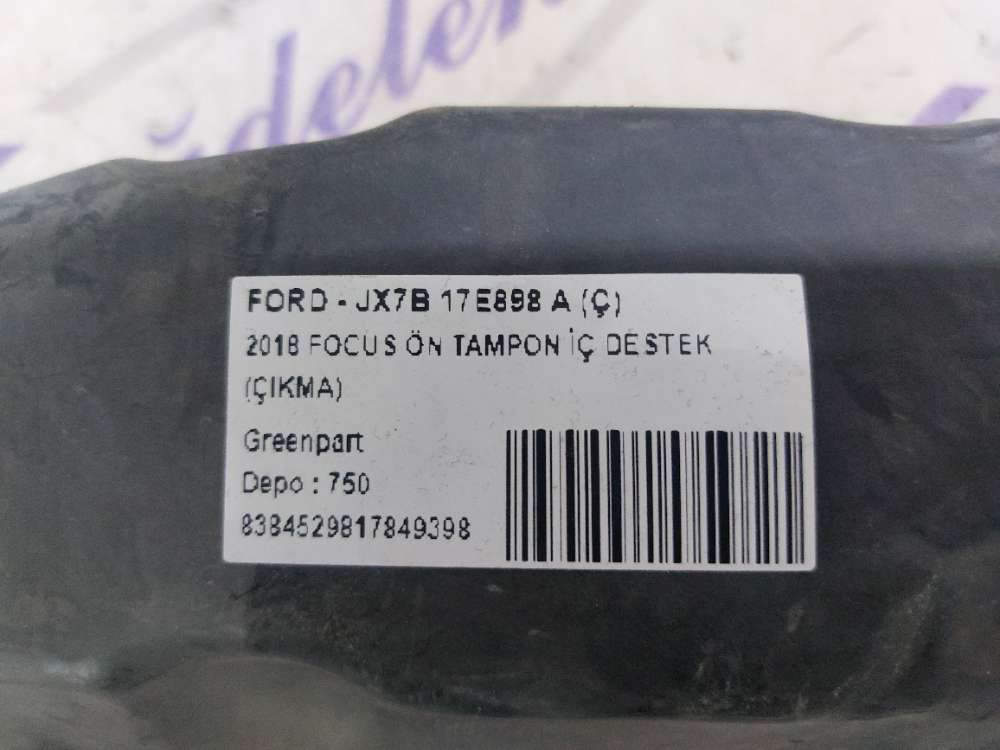 FORD - JX7B 17E898 A (Ç)
2018 FOCUS ÖN TAMPON İÇ DESTEK
(ÇIKMA)
Greenpart
Depo : 750
8384529817849398